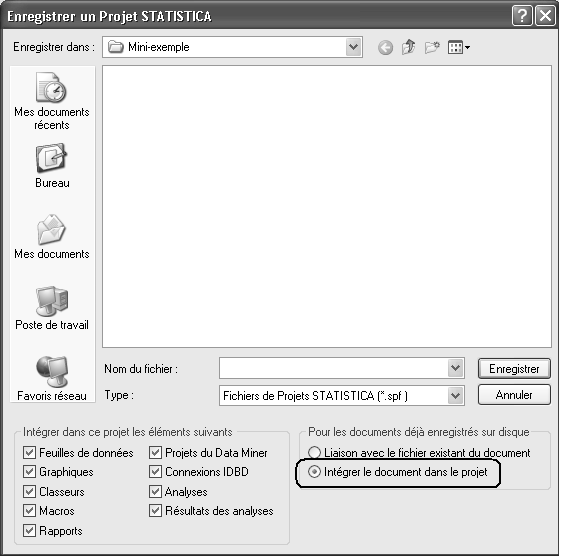 Enregistrer un Projet STATISTICA
Enregistrer dans :
Mini-exemple
Mes documents
récents
Bureau
Mes documents
Poste de travail
Favoris réseau
Nom du fichier :
Enregistrer
Type :
Fichiers de Projets STATISTICA (*.spf )
Annuler
Intégrer dans ce projet les éléments suivants
Feuilles de données
Projets du Data Miner
Graphiques
Connexions IDBD
Classeurs
Analyses
Macros
Résultats des analyses
Rapports
Pour les documents déjà enregistrés sur disque
Liaison avec le fichier existant du document
Intégrer le document dans le projet